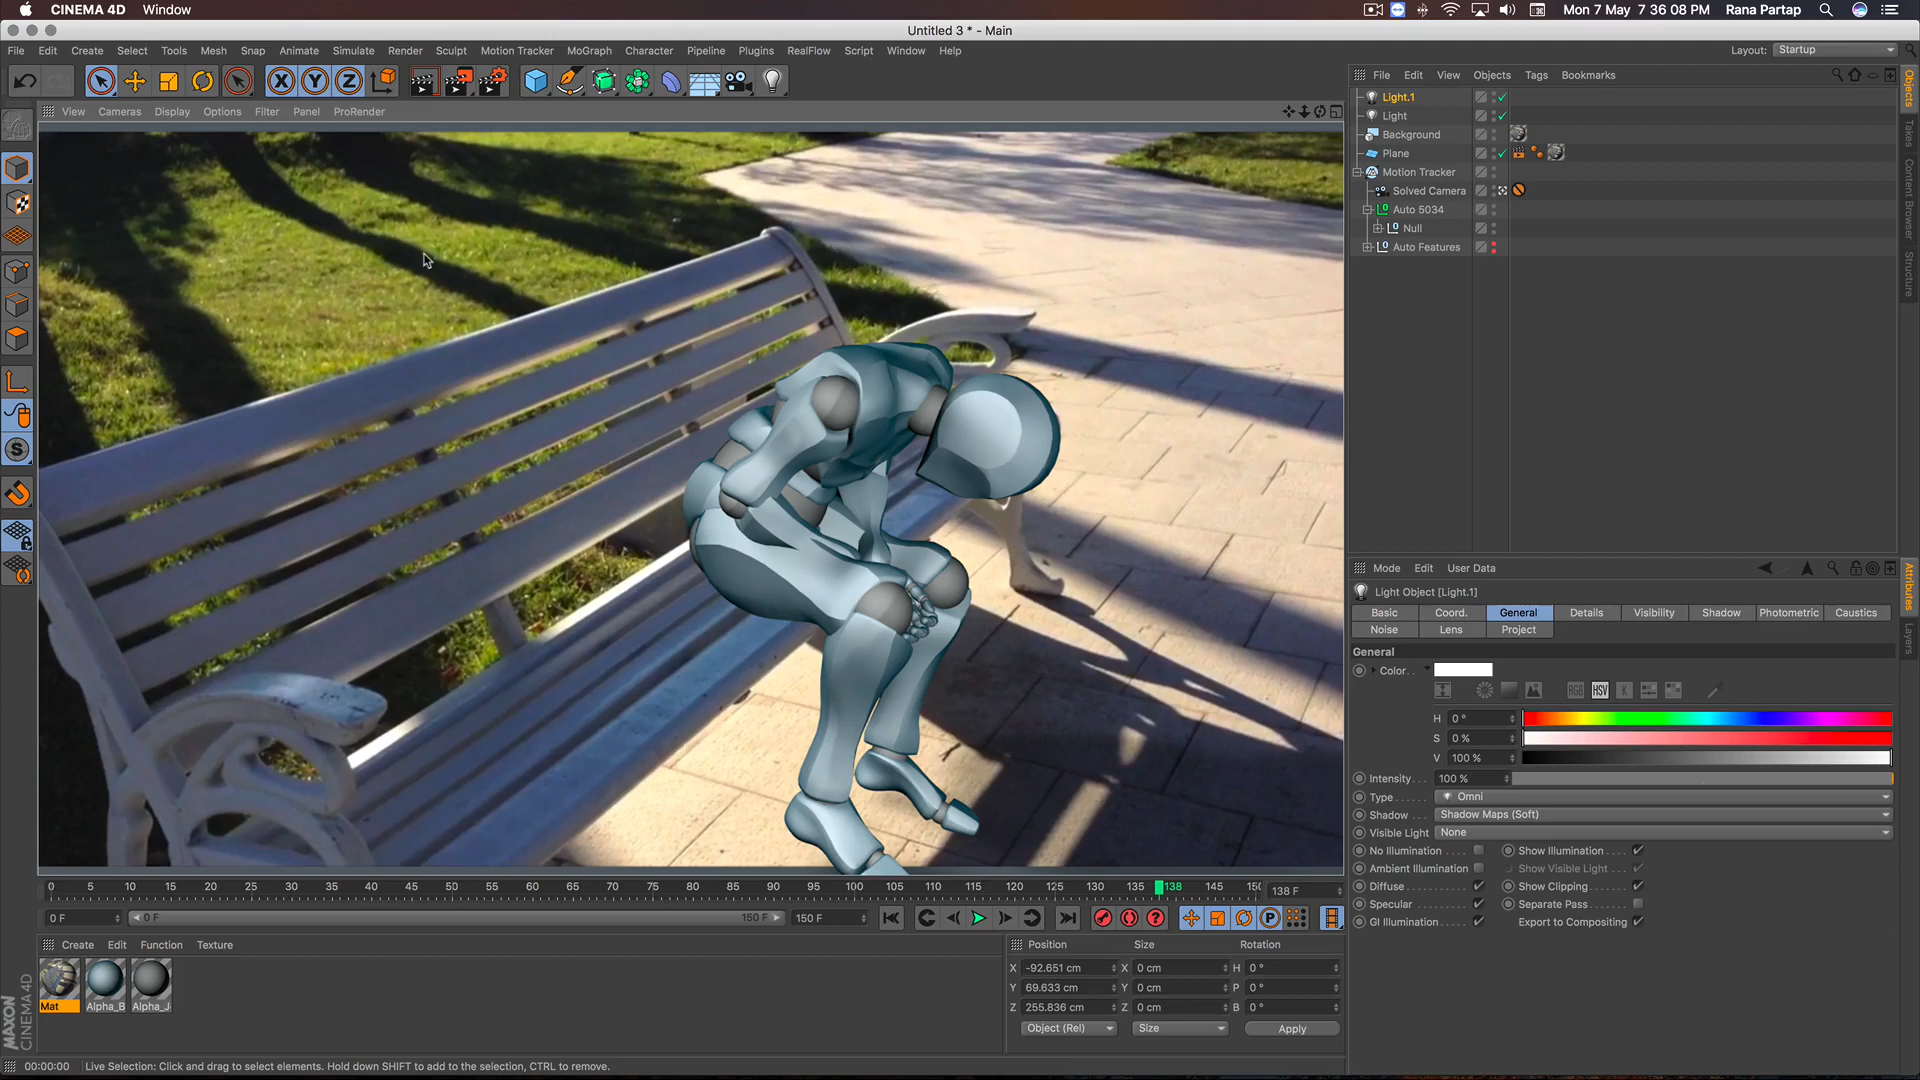 CINEMA 4D Window
Mon 7 May 7 36 08 PM Rana Partap
Untitled 3 * - Main
File Edit Create Select Tools Mesh Snap Animate Simulate Render Sculpt Motion Tracker MoGraph Character Pipeline Plugins RealFlow Script Window Help
Layout: Startup
X Y Z
File Edit View Objects Tags Bookmarks
View Cameras Display Options Filter Panel ProRender
Light.1
Light
Background
Plane
Motion Tracker
Solved Camera
Auto 5034
Null
Auto Features
Objects
Takes
Content Browser
Structure
Mode Edit User Data
Light Object [Light.1]
Basic Coord. General Details Visibility Shadow Photometric Caustics
Noise Lens Project
General
Color
RGB HSV K
H 0 °
S 0 %
V 100 %
Intensity 100 %
Type Omni
Shadow Shadow Maps (Soft)
Visible Light None
No Illumination Show Illumination
Ambient Illumination Show Visible Light
Diffuse Show Clipping
Specular Separate Pass
GI Illumination Export to Compositing
Attributes
Layers
0 5 10 15 20 25 30 35 40 45 50 55 60 65 70 75 80 85 90 95 100 105 110 115 120 125 130 135 138 145 150 138 F
0 F 0 F 150 F 150 F
Create Edit Function Texture
Mat Alpha_B Alpha_J
MAXON
CINEMA 4D
Position Size Rotation
X -92.651 cm X 0 cm H 0 °
Y 69.633 cm Y 0 cm P 0 °
Z 255.836 cm Z 0 cm B 0 °
Object (Rel) Size Apply
00:00:00 Live Selection: Click and drag to select elements. Hold down SHIFT to add to the selection, CTRL to remove.